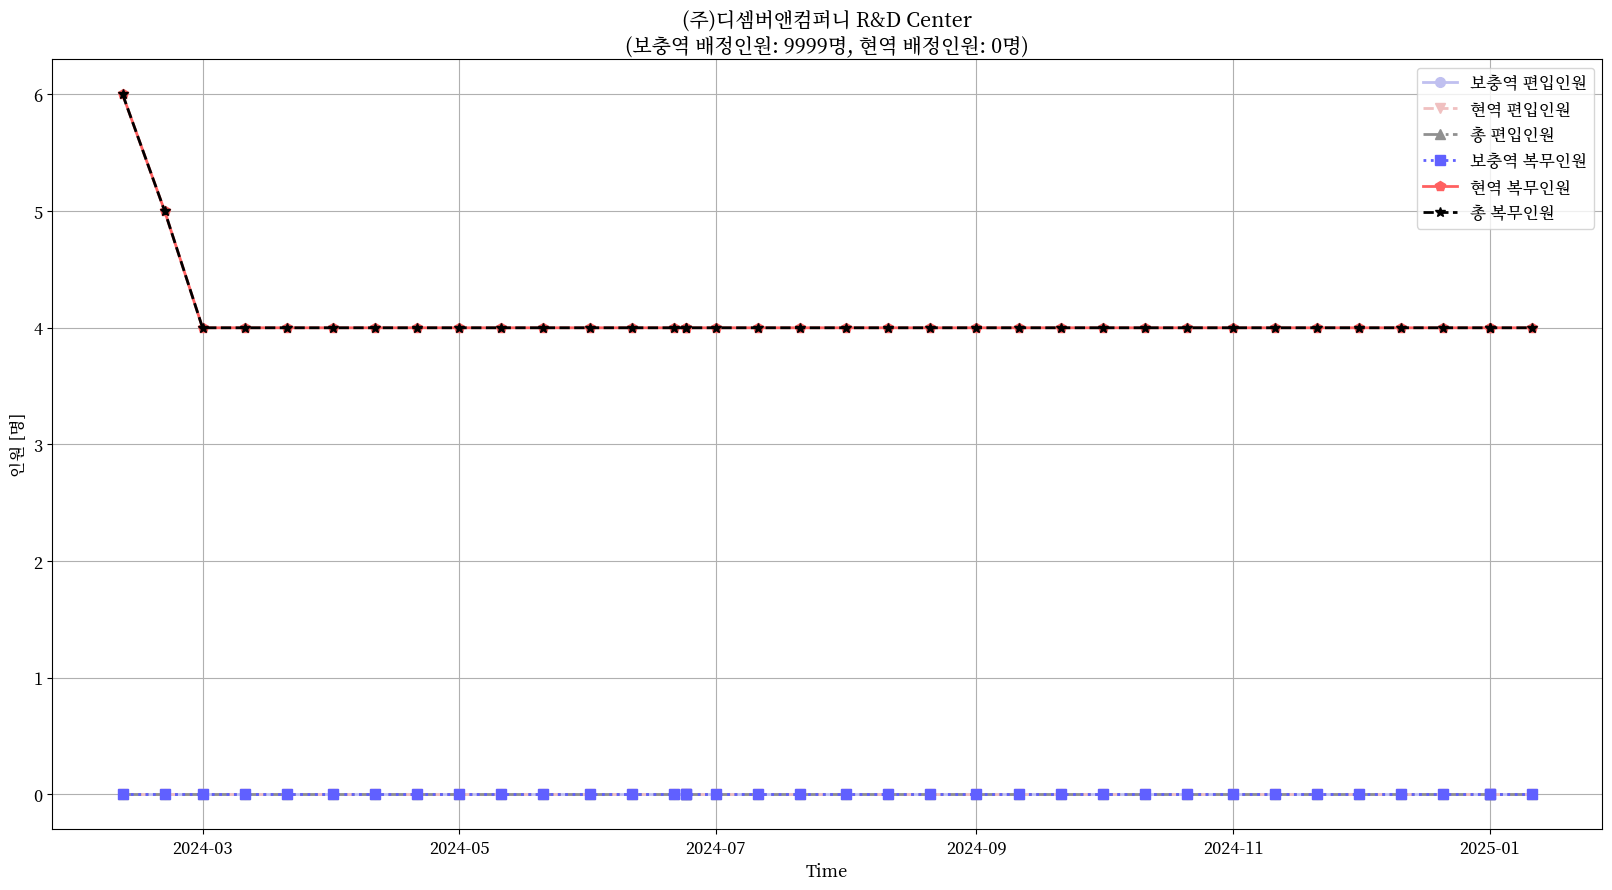 (주)디셈버앤컴퍼니 R&D Center
(보충역 배정인원: 9999명, 현역 배정인원: 0명)
보충역 편입인원
현역 편입인원
총 편입인원
보충역 복무인원
현역 복무인원
총 복무인원
6
5
4
3
2
1
0
인원 [명]
2024-03
2024-05
2024-07
2024-09
2024-11
2025-01
Time